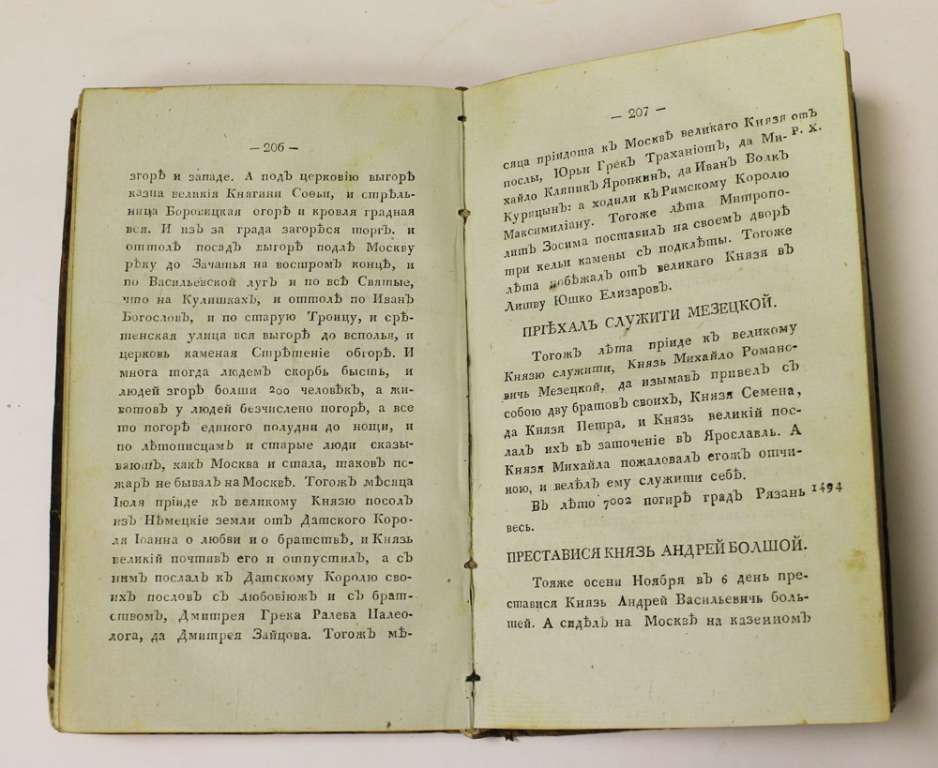 — 206 —
згорѣ и западе. А подъ церковію выгорѣ
казна великія Княгини Софьи, и стрѣль-
ница Боровицкая огорѣ и кровля градная
вся. И изъ за града загорѣся торгъ, и
оттолѣ посадъ выгорѣ подлѣ Москву
рѣку до Зачатья на востромъ концѣ, и
по Васильевской лугъ и по всѣ Святые,
что на Кулишкахъ, и оттолѣ по Иванъ
Богословъ, и по старую Троицу, и срѣ-
тенская улица вся выгорѣ до всполья, и
церковь каменая Стрѣтеніе обгорѣ. И
многа тогда людемъ скорбь бысть, и
людей згорѣ болти 200 человѣкъ, а жи-
вотовъ у людей безчислено погорѣ, а все
то погорѣ единого полудни до нощи, и
по лѣтописцамъ и старые люди сказы-
ваютъ, какъ Москва и стала, таковъ по-
жаръ не бывалъ на Москвѣ. Тогожъ мѣсяца
Іюля пріиде къ великому Князю посолъ
изъ Нѣмецкіе земли отъ Датского Коро-
ля Іоанна о любви и о братствѣ, и Князь
великій почтивъ его и отпустилъ, а съ
нимъ послалъ къ Датскому Королю сво-
ихъ пословъ съ любовіюжъ и съ брат-
ствомъ, Дмитрея Грека Ралева Палео-
лога, да Дмитрея Зайцова. Тогожъ мѣ-
— 207 —
сяца пріидоша къ Москвѣ великаго Князя отъ
послы, Юрьи Грекъ Траханіотъ, да Ми- Р. Х.
хайло Кляпикъ Яропкинъ, да Иванъ Волкъ
Курицынъ: а ходили къ Римскому Королю
Максимиліану. Тогоже лѣта Митропо-
литъ Зосима поставилъ на своемъ дворѣ
три кельи камены съ подклѣты. Тогоже
лѣта побѣжалъ отъ великаго Князя въ
Литву Юшко Елизаровъ.
ПРІѢХАЛЪ СЛУЖИТИ МЕЗЕЦКОЙ.
Тогожъ лѣта пріиде къ великому
Князю служити, Князь Михайло Романо-
вичь Мезецкой, да изымавъ привелъ съ
собою дву братовъ своихъ, Князя Семена,
да Князя Петра, и Князь великій пос-
лалъ ихъ въ заточеніе въ Ярославль. А
Князя Михайла пожаловалъ егожъ отчи-
ною, и велѣлъ ему служити себѣ.
Въ лѣто 7002 погирѣ градъ Рязань 1494
весь.
ПРЕСТАВИСЯ КНЯЗЬ АНДРЕЙ БОЛШОЙ.
Тояже осени Ноября въ 6 день пре-
ставися Князь Андрей Васильевичь боль-
шей. А сидѣлъ на Москвѣ на казенномъ